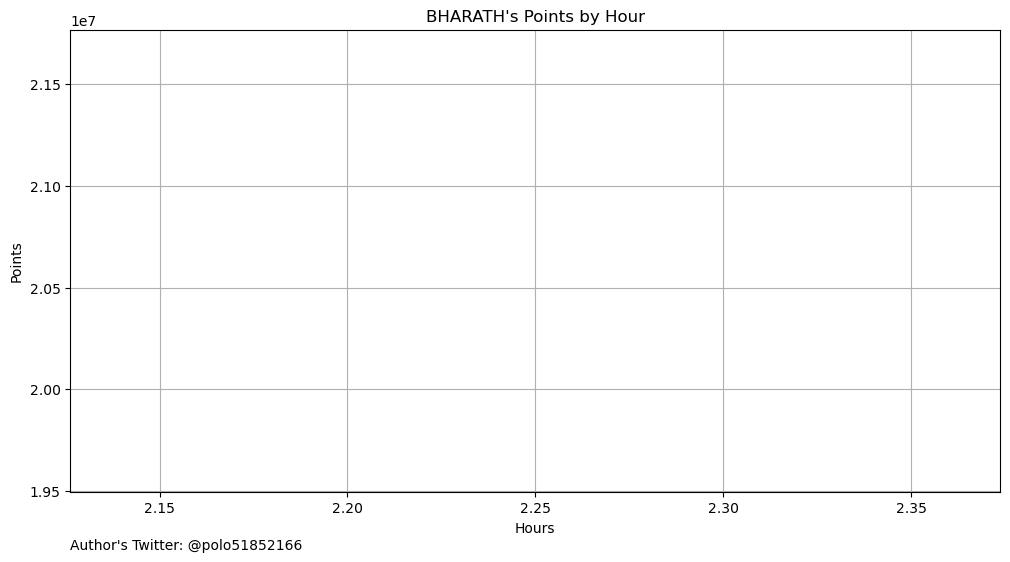 BHARATH's Points by Hour
1e7
2.15
2.10
2.05
2.00
1.95
Points
2.15 2.20 2.25 2.30 2.35
Hours
Author's Twitter: @polo51852166